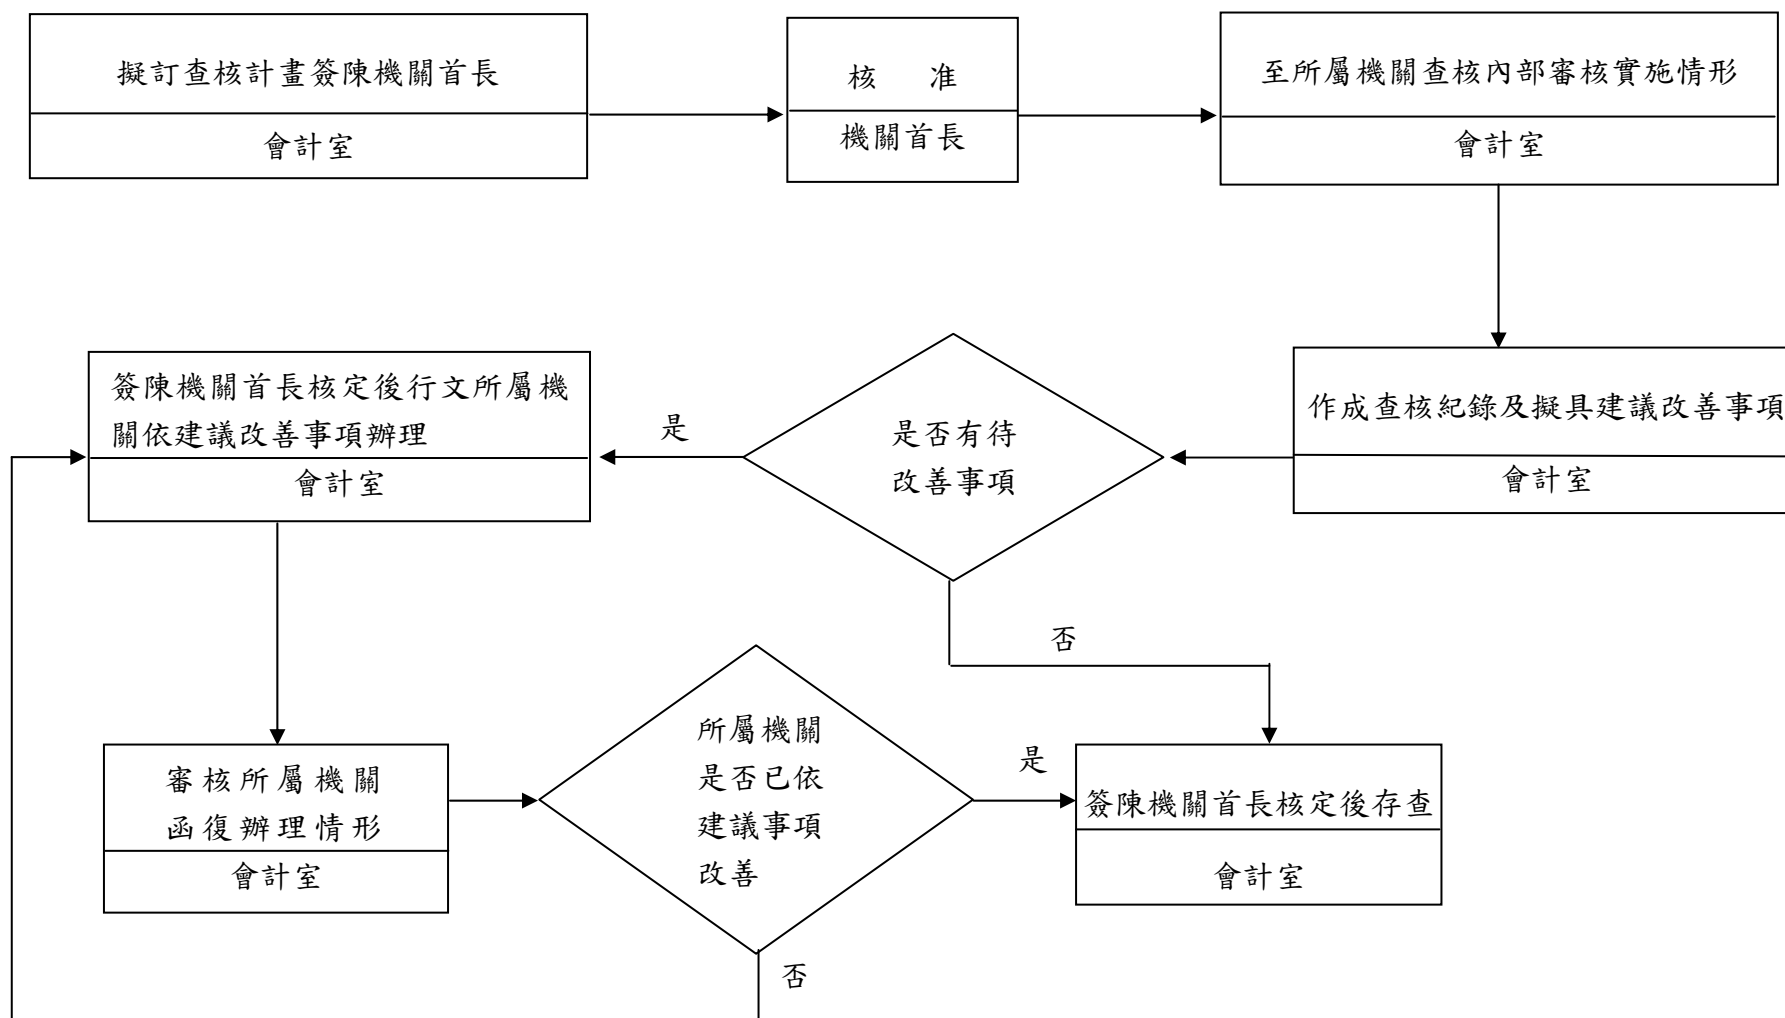 擬訂查核計畫簽陳機關首長
會計室
核　准
機關首長
至所屬機關查核內部審核實施情形
會計室
作成查核紀錄及擬具建議改善事項
會計室
是否有待
改善事項
是
否
簽陳機關首長核定後行文所屬機
關依建議改善事項辦理
會計室
審核所屬機關
函復辦理情形
會計室
所屬機關
是否已依
建議事項
改善
是
否
簽陳機關首長核定後存查
會計室